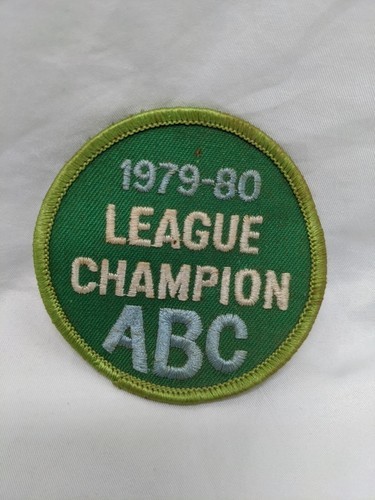 1979-80
LEAGUE
CHAMPION
ABC